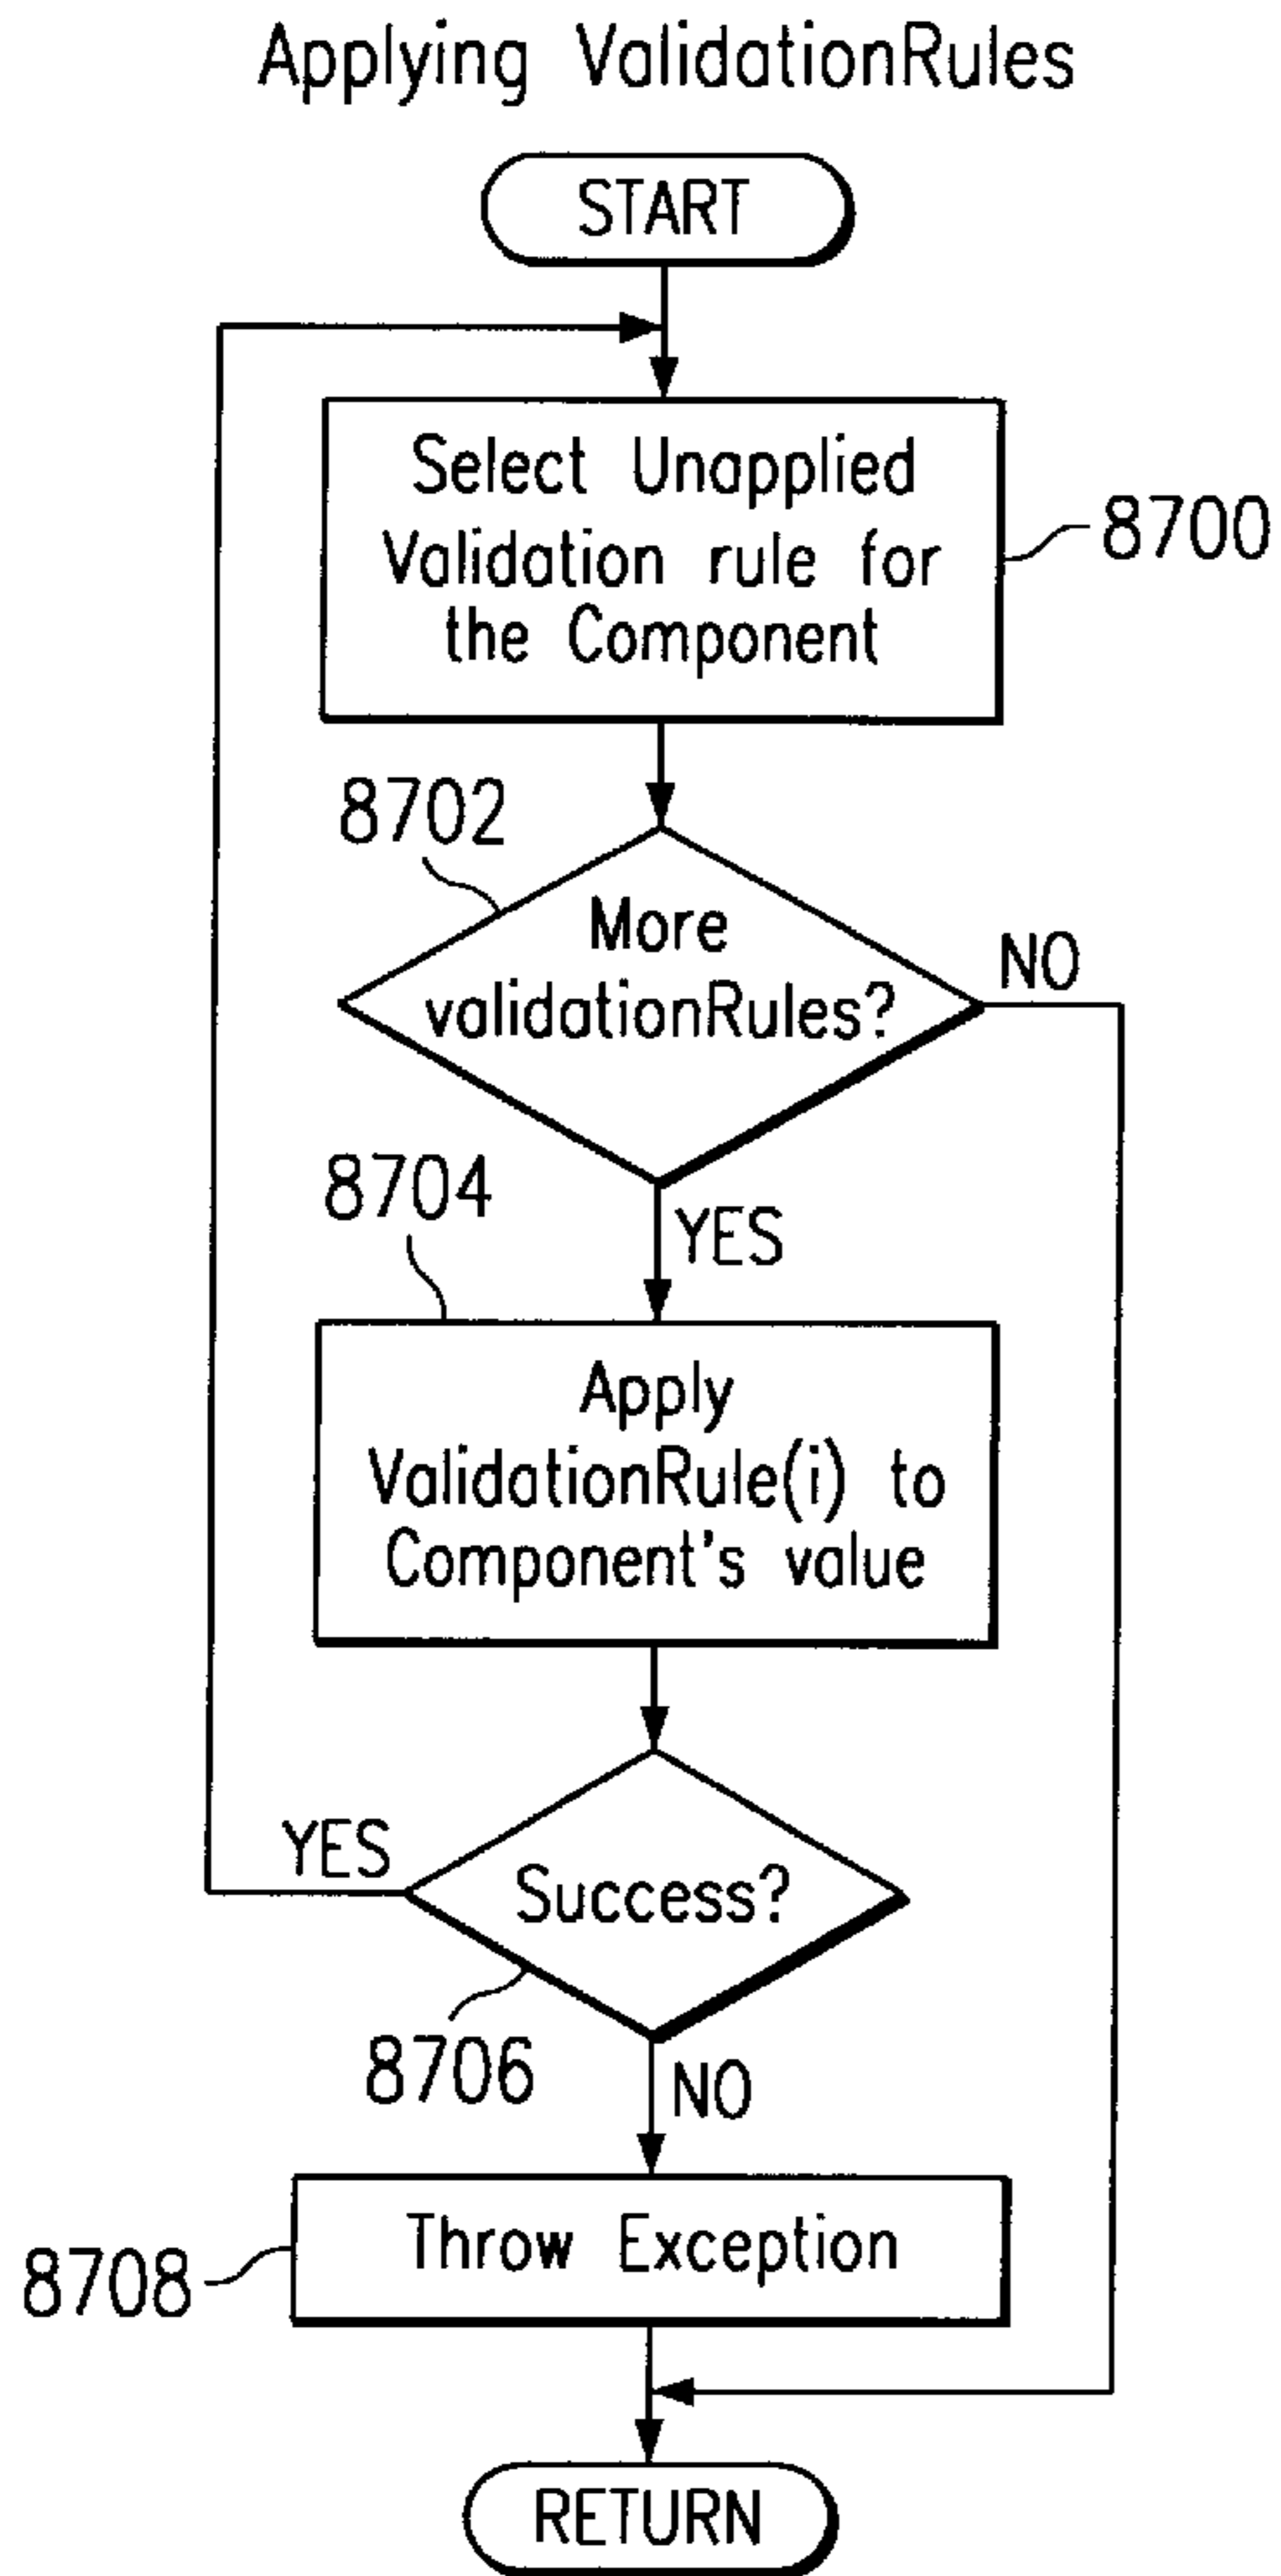 Applying ValidationRules
START
Select Unapplied
Validation rule for
the Component
8700
8702
More
validationRules?
NO
8704
YES
Apply
ValidationRule(i) to
Component's value
YES
Success?
8706
NO
Throw Exception
8708
RETURN